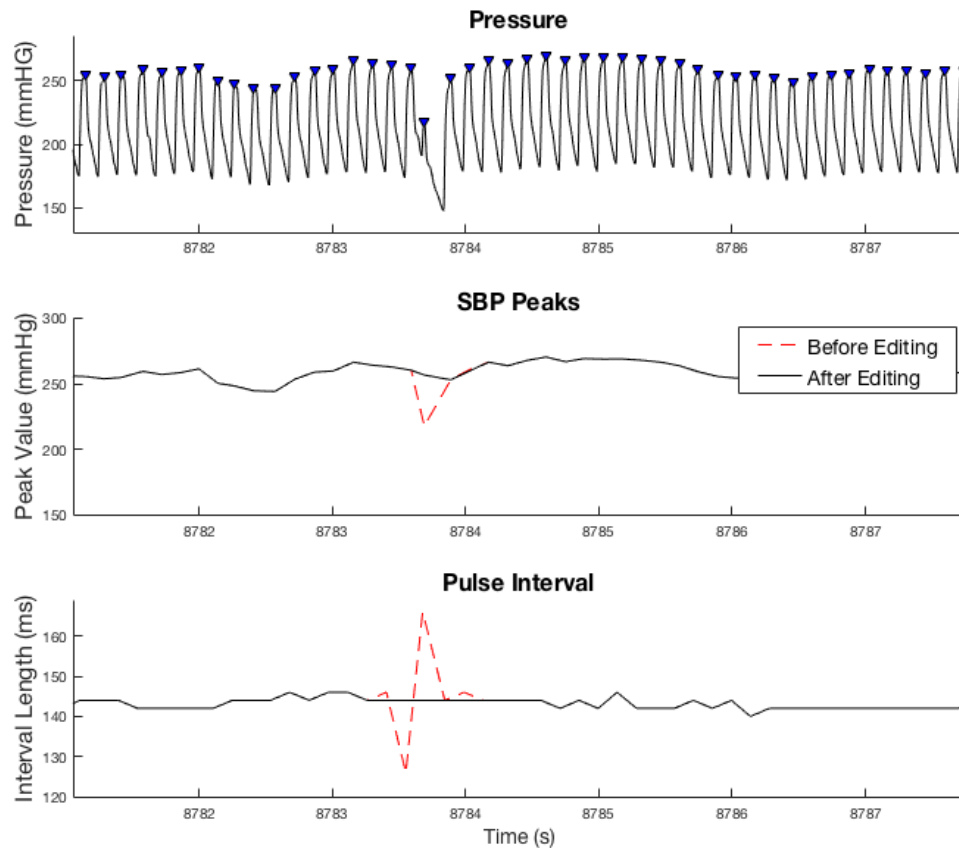 Pressure
Pressure (mmHG)
250
200
150
8782 8783 8784 8785 8786 8787
SBP Peaks
Peak Value (mmHg)
300
250
200
150
Before Editing
After Editing
8782 8783 8784 8785 8786 8787
Pulse Interval
Interval Length (ms)
160
150
140
130
120
8782 8783 8784 8785 8786 8787
Time (s)